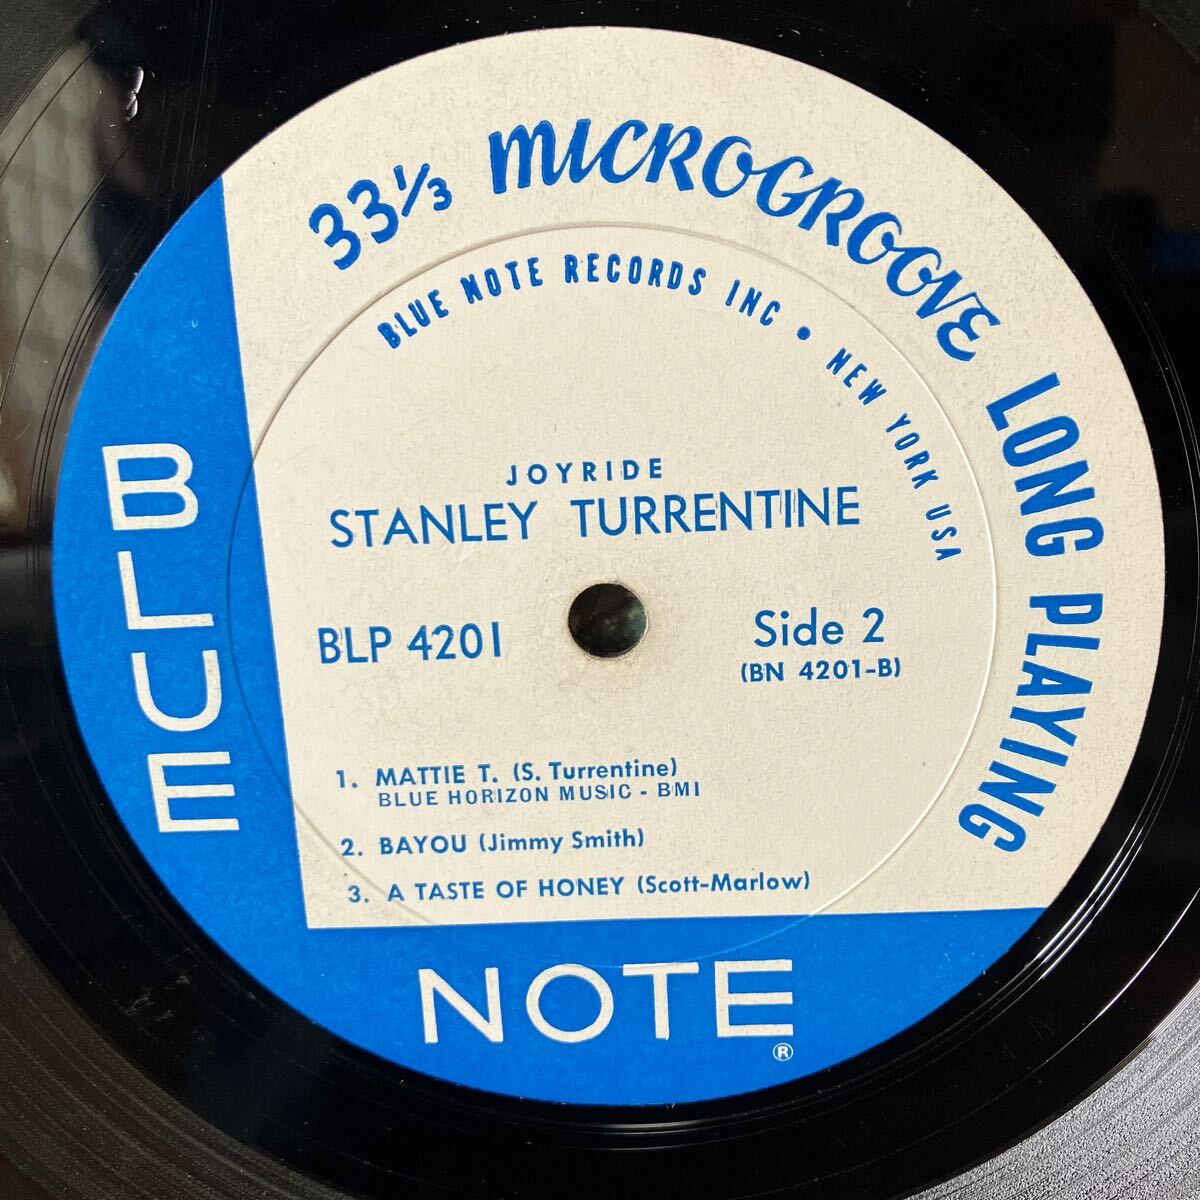 33⅓ MICROGROOVE LONG PLAYING
BLUE NOTE RECORDS INC • NEW YORK USA
JOYRIDE
STANLEY TURRENTINE
BLP 4201
Side 2
(BN 4201-B)
1. MATTIE T. (S. Turrentine)
BLUE HORIZON MUSIC - BMI
2. BAYOU (Jimmy Smith)
3. A TASTE OF HONEY (Scott-Marlow)
BLUE
NOTE
®